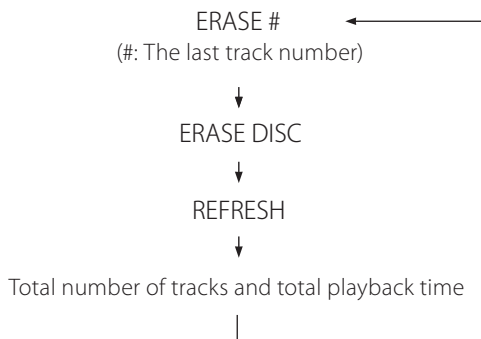 ERASE #
(#: The last track number)
ERASE DISC
REFRESH
Total number of tracks and total playback time